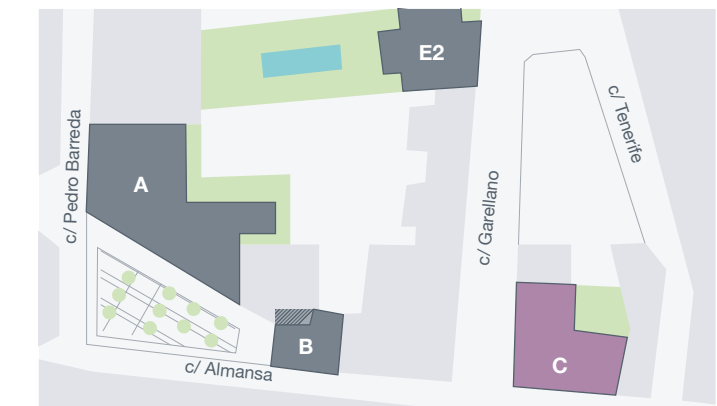 E2
c/ Tenerife
c/ Pedro Barreda
A
c/ Garellano
B
C
c/ Almansa